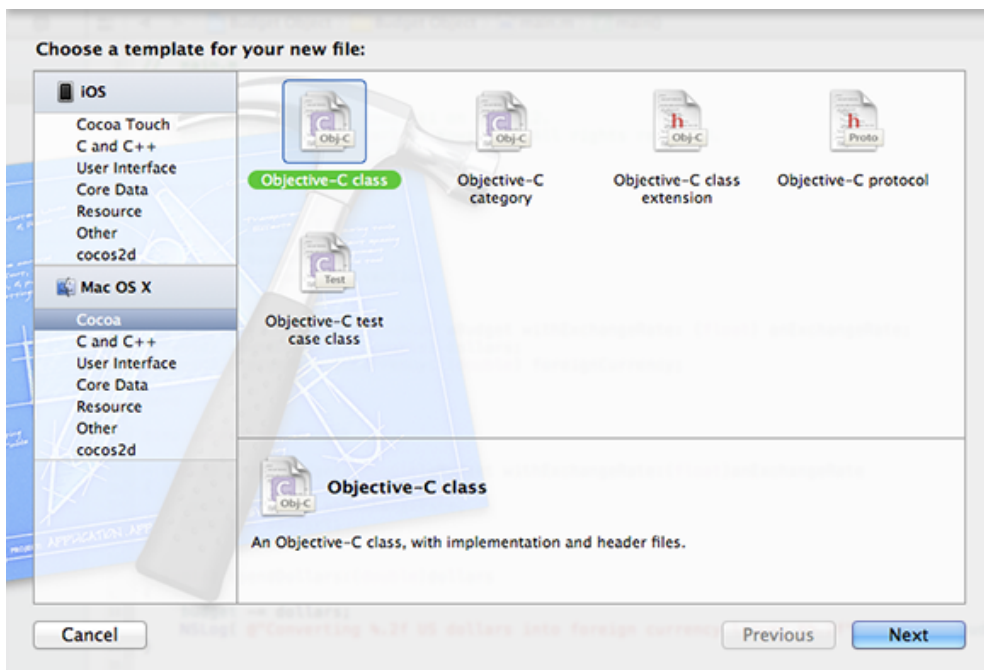 Choose a template for your new file:
iOS
Cocoa Touch
C and C++
User Interface
Core Data
Resource
Other
cocos2d
Mac OS X
Cocoa
C and C++
User Interface
Core Data
Resource
Other
cocos2d
C
Obj-C
Objective-C class
C
Obj-C
Objective-C
category
h
Obj-C
Objective-C class
extension
h
Proto
Objective-C protocol
C
Test
Objective-C test
case class
C
Obj-C
Objective-C class
An Objective-C class, with implementation and header files.
Cancel
Previous
Next